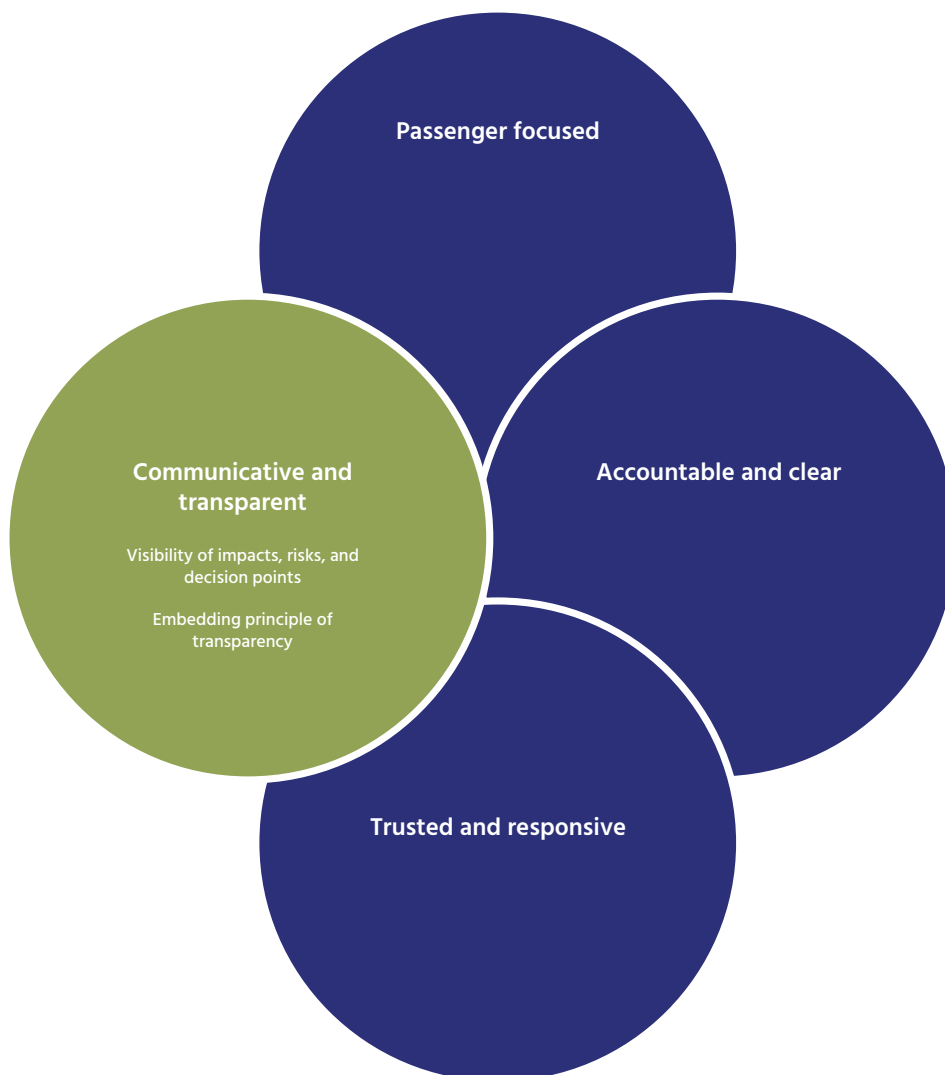 Passenger focused
Communicative and
transparent
Visibility of impacts, risks, and
decision points
Embedding principle of
transparency
Accountable and clear
Trusted and responsive